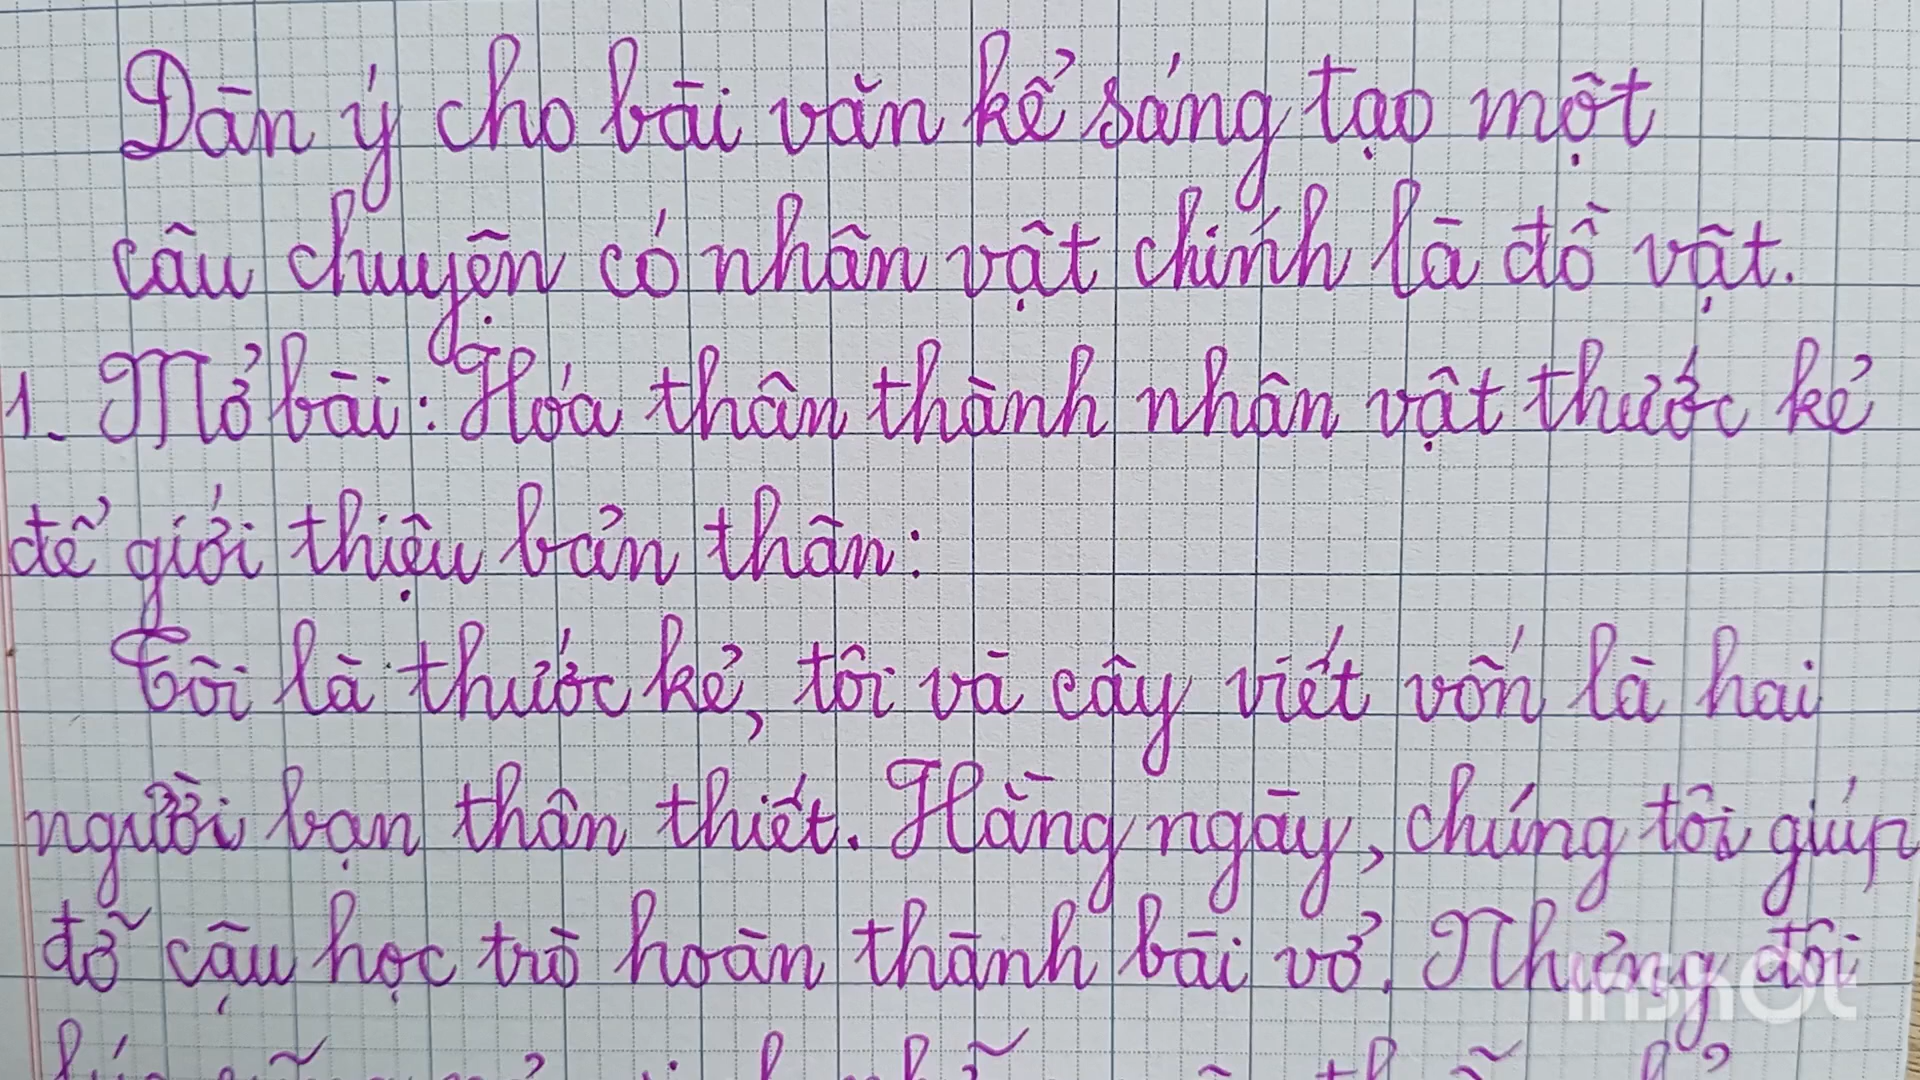 Dàn ý cho bài văn kể sáng tạo một
câu chuyện có nhân vật chính là đồ vật.
1. Mở bài: Hóa thân thành nhân vật thước kẻ
để giới thiệu bản thân:
Tôi là thước kẻ, tôi và cây viết vốn là hai
người bạn thân thiết. Hằng ngày, chúng tôi giúp
đỡ cậu học trò hoàn thành bài vở. Nhưng đôi
InShOt